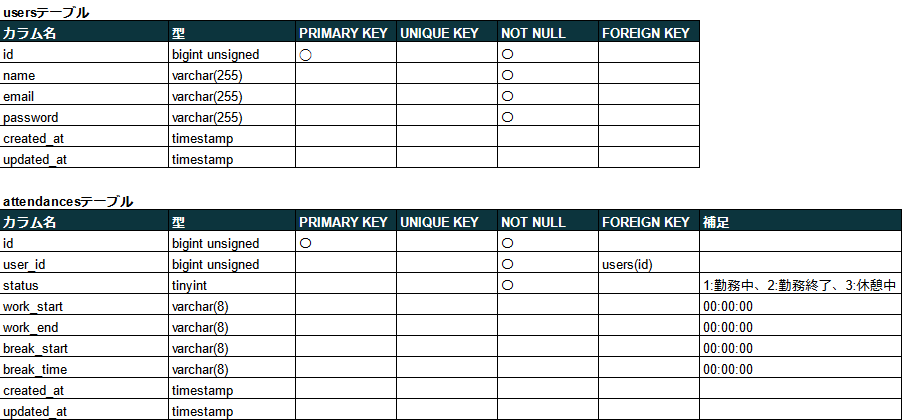 usersテーブル
カラム名 型 PRIMARY KEY UNIQUE KEY NOT NULL FOREIGN KEY
id bigint unsigned ○ ○
name varchar(255) ○
email varchar(255) ○
password varchar(255) ○
created_at timestamp
updated_at timestamp
attendancesテーブル
カラム名 型 PRIMARY KEY UNIQUE KEY NOT NULL FOREIGN KEY 補足
id bigint unsigned ○ ○
user_id bigint unsigned ○ users(id)
status tinyint ○ 1:勤務中、2:勤務終了、3:休憩中
work_start varchar(8) 00:00:00
work_end varchar(8) 00:00:00
break_start varchar(8) 00:00:00
break_time varchar(8) 00:00:00
created_at timestamp
updated_at timestamp